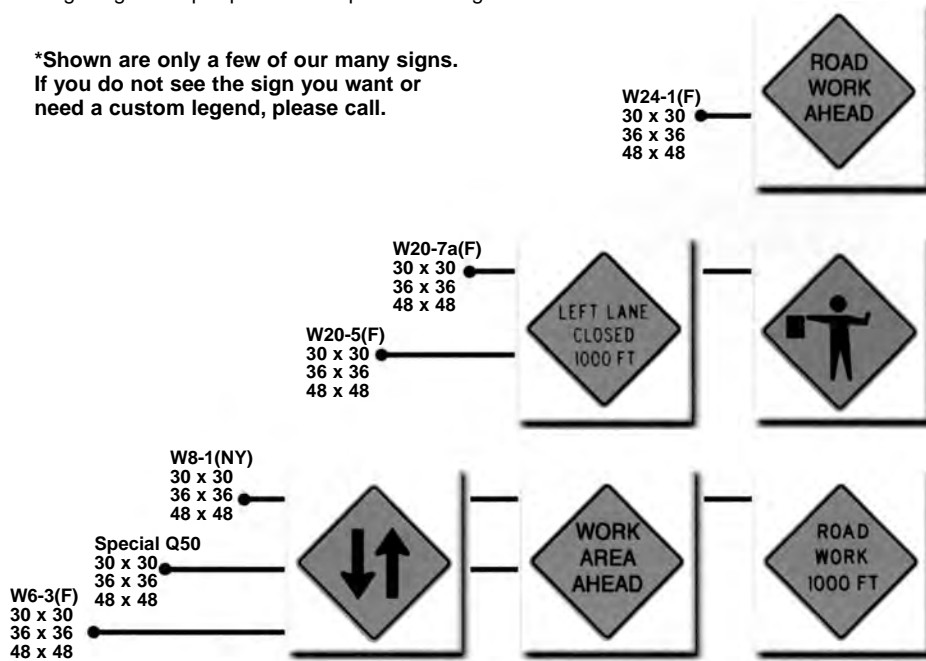 *Shown are only a few of our many signs.
If you do not see the sign you want or
need a custom legend, please call.
W24-1(F)
30 x 30
36 x 36
48 x 48
ROAD
WORK
AHEAD
W20-7a(F)
30 x 30
36 x 36
48 x 48
W20-5(F)
30 x 30
36 x 36
48 x 48
LEFT LANE
CLOSED
1000 FT
W8-1(NY)
30 x 30
36 x 36
48 x 48
Special Q50
30 x 30
36 x 36
48 x 48
W6-3(F)
30 x 30
36 x 36
48 x 48
WORK
AREA
AHEAD
ROAD
WORK
1000 FT